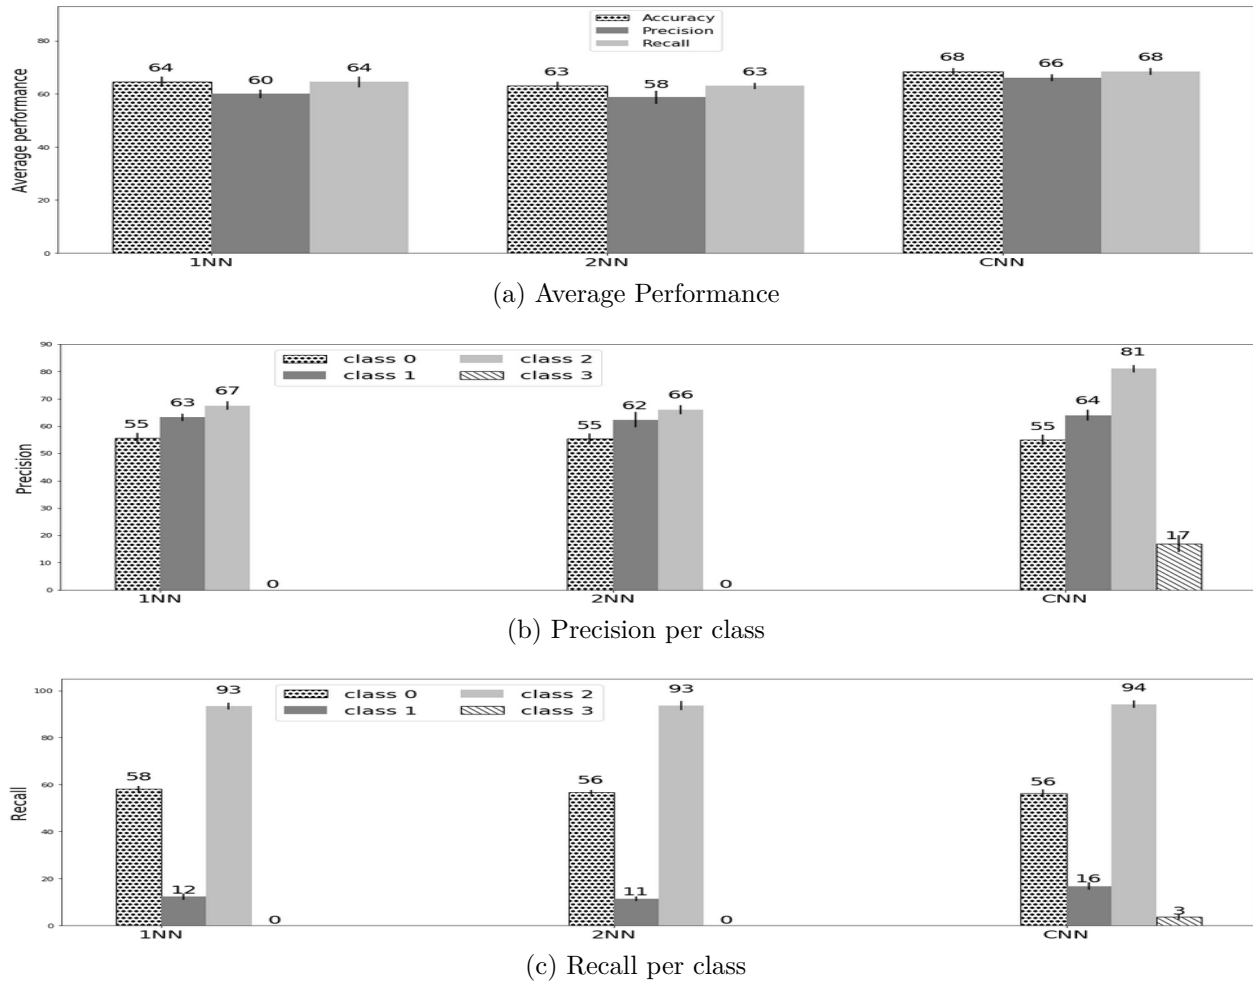 Accuracy
Precision
Recall
Average performance
80
60
40
20
0
64 60 64 63 58 63 68 66 68
1NN 2NN CNN
(a) Average Performance
class 0 class 2
class 1 class 3
Precision
90
80
70
60
50
40
30
20
10
0
55 63 67 0 55 62 66 0 55 64 81 17
1NN 2NN CNN
(b) Precision per class
class 0 class 2
class 1 class 3
Recall
100
80
60
40
20
0
58 12 93 0 56 11 93 0 56 16 94 3
1NN 2NN CNN
(c) Recall per class